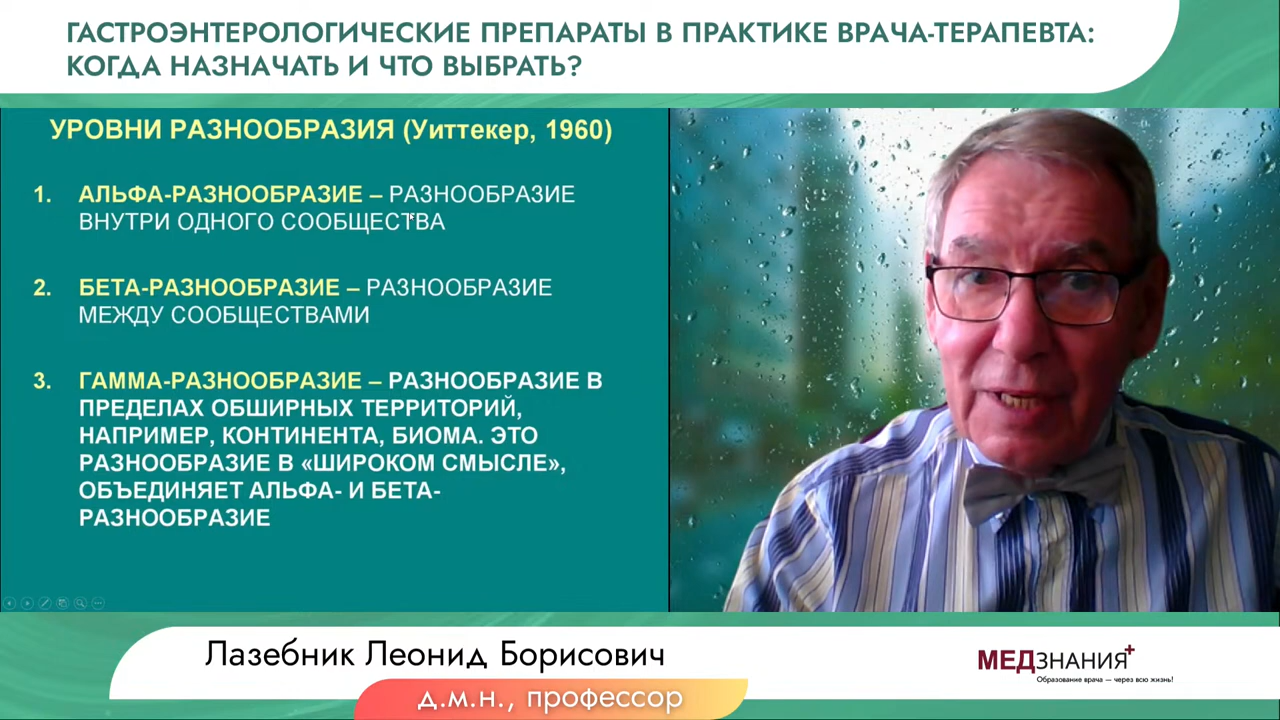 ГАСТРОЭНТЕРОЛОГИЧЕСКИЕ ПРЕПАРАТЫ В ПРАКТИКЕ ВРАЧА-ТЕРАПЕВТА:
КОГДА НАЗНАЧАТЬ И ЧТО ВЫБРАТЬ?
УРОВНИ РАЗНООБРАЗИЯ (Уиттекер, 1960)
1. АЛЬФА-РАЗНООБРАЗИЕ – РАЗНООБРАЗИЕ
ВНУТРИ ОДНОГО СООБЩЕСТВА
2. БЕТА-РАЗНООБРАЗИЕ – РАЗНООБРАЗИЕ
МЕЖДУ СООБЩЕСТВАМИ
3. ГАММА-РАЗНООБРАЗИЕ – РАЗНООБРАЗИЕ В
ПРЕДЕЛАХ ОБШИРНЫХ ТЕРРИТОРИЙ,
НАПРИМЕР, КОНТИНЕНТА, БИОМА. ЭТО
РАЗНООБРАЗИЕ В «ШИРОКОМ СМЫСЛЕ»,
ОБЪЕДИНЯЕТ АЛЬФА- И БЕТА-
РАЗНООБРАЗИЕ
Лазебник Леонид Борисович
д.м.н., профессор
МЕДЗНАНИЯ+
Образование врача — через всю жизнь!